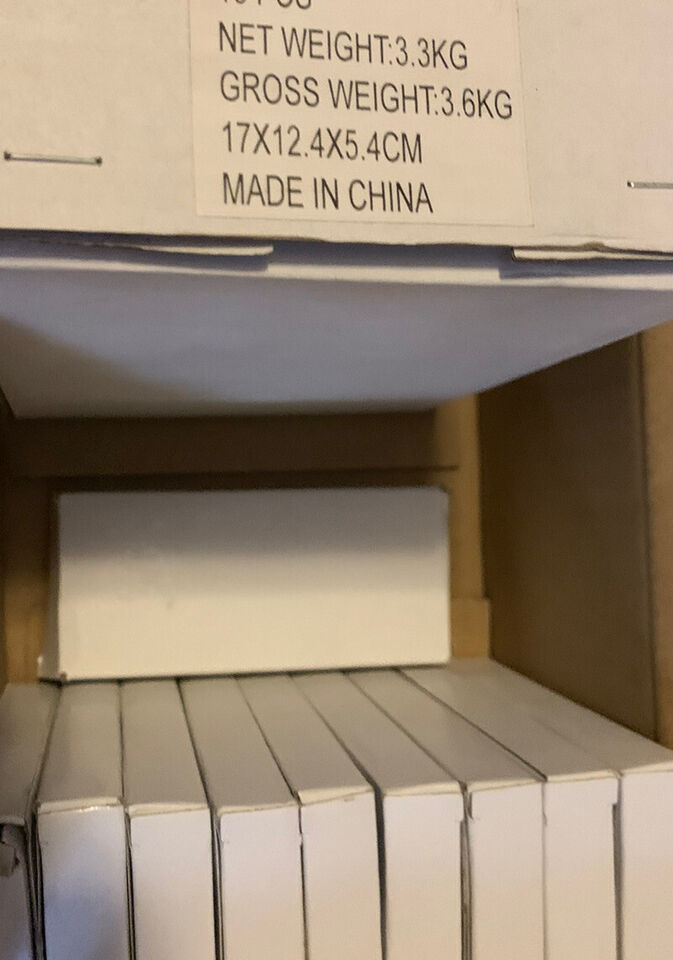 NET WEIGHT:3.3KG
GROSS WEIGHT:3.6KG
17X12.4X5.4CM
MADE IN CHINA